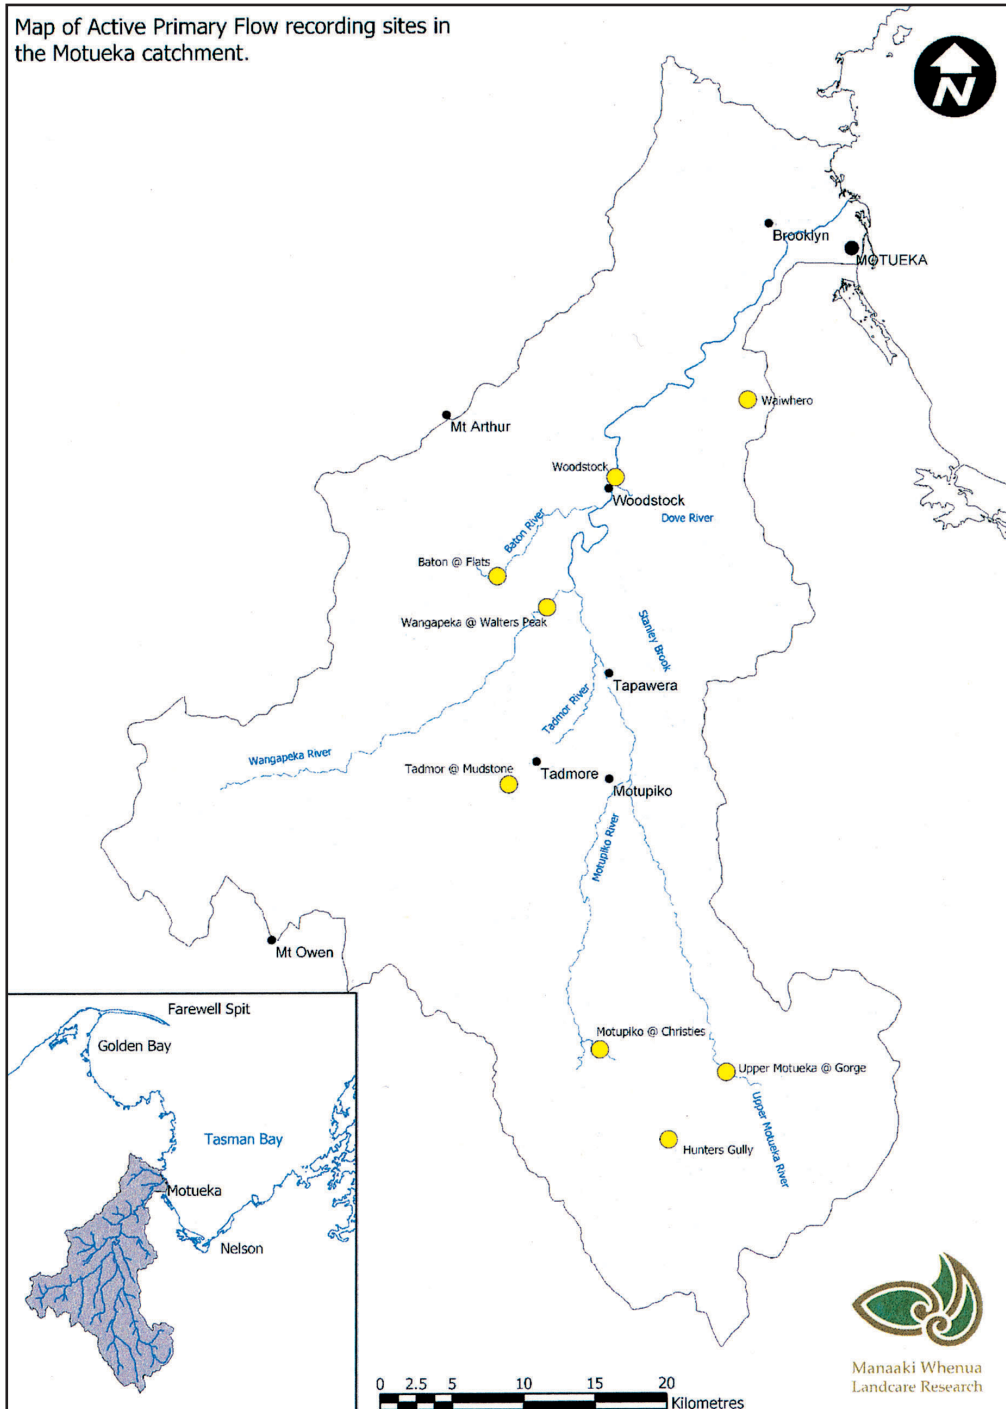 Map of Active Primary Flow recording sites in
the Motueka catchment.
N
Brooklyn
MOTUEKA
Waiwhero
Mt Arthur
Woodstock
Woodstock
Dove River
Baton River
Baton @ Flats
Wangapeka @ Walters Peak
Stanley Brook
Tapawera
Tadmor River
Wangapeka River
Tadmor @ Mudstone
Tadmore
Motupiko
Motupiko River
Mt Owen
Motupiko @ Christies
Upper Motueka @ Gorge
Upper Motueka River
Hunters Gully
Farewell Spit
Golden Bay
Tasman Bay
Motueka
Nelson
Manaaki Whenua
Landcare Research
0 2.5 5 10 15 20
Kilometres